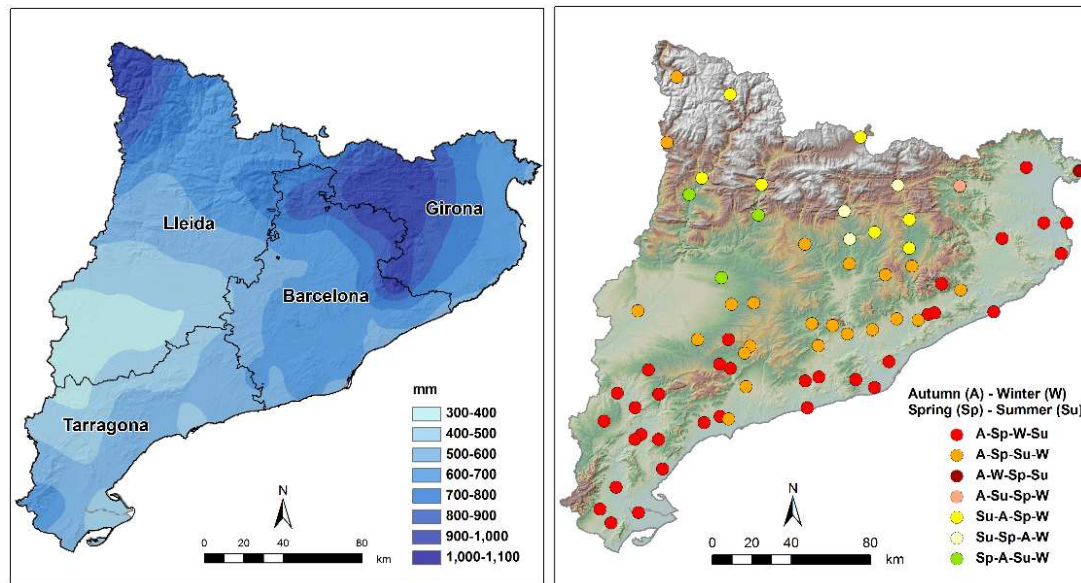 Lleida
Girona
Barcelona
Tarragona
mm
300-400
400-500
500-600
600-700
700-800
800-900
900-1,000
1,000-1,100
N
0 20 40 80
km
Autumn (A) - Winter (W)
Spring (Sp) - Summer (Su)
A-Sp-W-Su
A-Sp-Su-W
A-W-Sp-Su
A-Su-Sp-W
Su-A-Sp-W
Su-Sp-A-W
Sp-A-Su-W
N
0 20 40 80
km